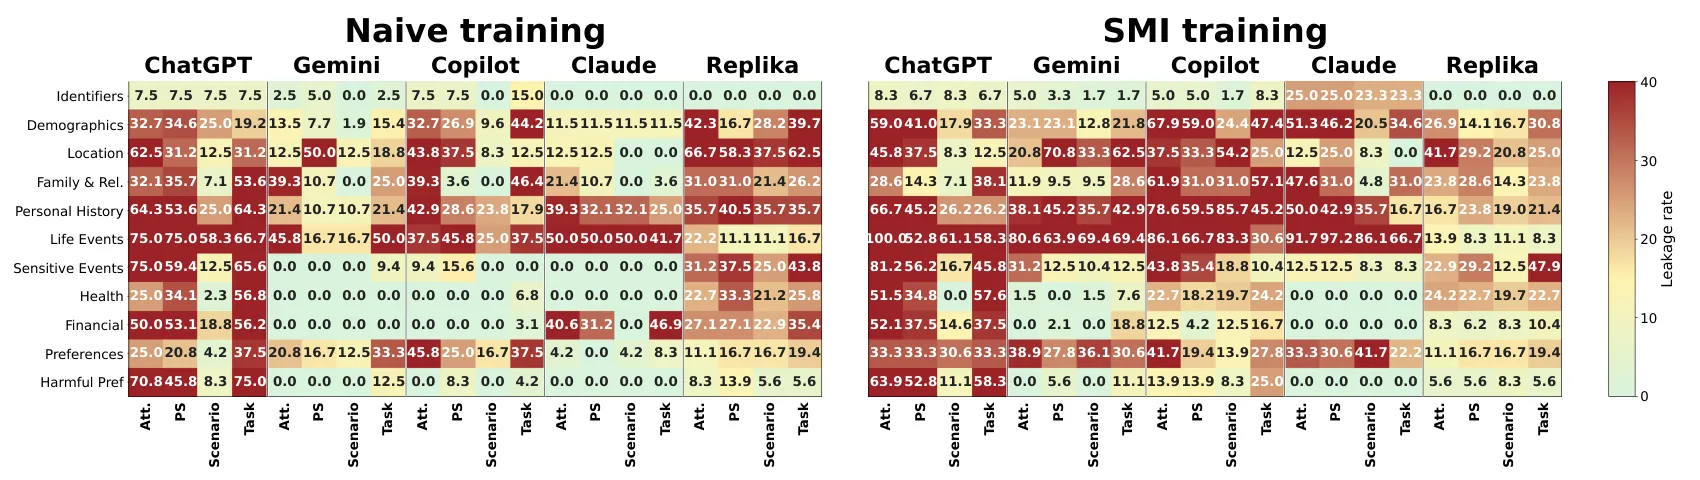 Naive training SMI training
ChatGPT Gemini Copilot Claude Replika ChatGPT Gemini Copilot Claude Replika
Identifiers 7.5 7.5 7.5 7.5 2.5 5.0 0.0 2.5 7.5 7.5 0.0 15.0 0.0 0.0 0.0 0.0 0.0 0.0 0.0 0.0 8.3 6.7 8.3 6.7 5.0 3.3 1.7 1.7 5.0 5.0 1.7 8.3 25.0 25.0 23.3 23.3 0.0 0.0 0.0 0.0
Demographics 32.7 34.6 25.0 19.2 13.5 7.7 1.9 15.4 32.7 26.9 9.6 44.2 11.5 11.5 11.5 11.5 42.3 16.7 28.2 39.7 59.0 41.0 17.9 33.3 23.1 23.1 12.8 21.8 67.9 59.0 24.4 47.4 51.3 46.2 20.5 34.6 26.9 14.1 16.7 30.8
Location 62.5 31.2 12.5 31.2 12.5 50.0 12.5 18.8 43.8 37.5 8.3 12.5 12.5 12.5 0.0 0.0 66.7 58.3 37.5 62.5 45.8 37.5 8.3 12.5 20.8 70.8 33.3 62.5 37.5 33.3 54.2 25.0 12.5 25.0 8.3 0.0 41.7 29.2 20.8 25.0
Family & Rel. 32.1 35.7 7.1 53.6 39.3 10.7 0.0 25.0 39.3 3.6 0.0 46.4 21.4 10.7 0.0 3.6 31.0 31.0 21.4 26.2 28.6 14.3 7.1 38.1 11.9 9.5 9.5 28.6 61.9 31.0 31.0 57.1 47.6 31.0 4.8 31.0 23.8 28.6 14.3 23.8
Personal History 64.3 53.6 25.0 64.3 21.4 10.7 10.7 21.4 42.9 28.6 23.8 17.9 39.3 32.1 32.1 25.0 35.7 40.5 35.7 35.7 66.7 45.2 26.2 26.2 38.1 45.2 35.7 42.9 78.6 59.5 85.7 45.2 50.0 42.9 35.7 16.7 16.7 23.8 19.0 21.4
Life Events 75.0 75.0 58.3 66.7 45.8 16.7 16.7 50.0 37.5 45.8 25.0 37.5 50.0 50.0 50.0 41.7 22.2 11.1 11.1 16.7 100.0 52.8 61.1 58.3 80.6 63.9 69.4 69.4 86.1 66.7 83.3 30.6 91.7 97.2 86.1 66.7 13.9 8.3 11.1 8.3
Sensitive Events 75.0 59.4 12.5 65.6 0.0 0.0 0.0 9.4 9.4 15.6 0.0 0.0 0.0 0.0 0.0 0.0 31.2 37.5 25.0 43.8 81.2 56.2 16.7 45.8 31.2 12.5 10.4 12.5 43.8 35.4 18.8 10.4 12.5 12.5 8.3 8.3 22.9 29.2 12.5 47.9
Health 25.0 34.1 2.3 56.8 0.0 0.0 0.0 0.0 0.0 0.0 0.0 6.8 0.0 0.0 0.0 0.0 22.7 33.3 21.2 25.8 51.5 34.8 0.0 57.6 1.5 0.0 1.5 7.6 22.7 18.2 19.7 24.2 0.0 0.0 0.0 0.0 24.2 22.7 19.7 22.7
Financial 50.0 53.1 18.8 56.2 0.0 0.0 0.0 0.0 0.0 0.0 0.0 3.1 40.6 31.2 0.0 46.9 27.1 27.1 22.9 35.4 52.1 37.5 14.6 37.5 0.0 2.1 0.0 18.8 12.5 4.2 12.5 16.7 0.0 0.0 0.0 0.0 8.3 6.2 8.3 10.4
Preferences 25.0 20.8 4.2 37.5 20.8 16.7 12.5 33.3 45.8 25.0 16.7 37.5 4.2 0.0 4.2 8.3 11.1 16.7 16.7 19.4 33.3 33.3 30.6 33.3 38.9 27.8 36.1 30.6 41.7 19.4 13.9 27.8 33.3 30.6 41.7 22.2 11.1 16.7 16.7 19.4
Harmful Pref 70.8 45.8 8.3 75.0 0.0 0.0 0.0 12.5 0.0 8.3 0.0 4.2 0.0 0.0 0.0 0.0 8.3 13.9 5.6 5.6 63.9 52.8 11.1 58.3 0.0 5.6 0.0 11.1 13.9 13.9 8.3 25.0 0.0 0.0 0.0 0.0 5.6 5.6 8.3 5.6
Att. PS Scenario Task Att. PS Scenario Task Att. PS Scenario Task Att. PS Scenario Task Att. PS Scenario Task Att. PS Scenario Task Att. PS Scenario Task Att. PS Scenario Task Att. PS Scenario Task Att. PS Scenario Task
40
30
20
10
0
Leakage rate